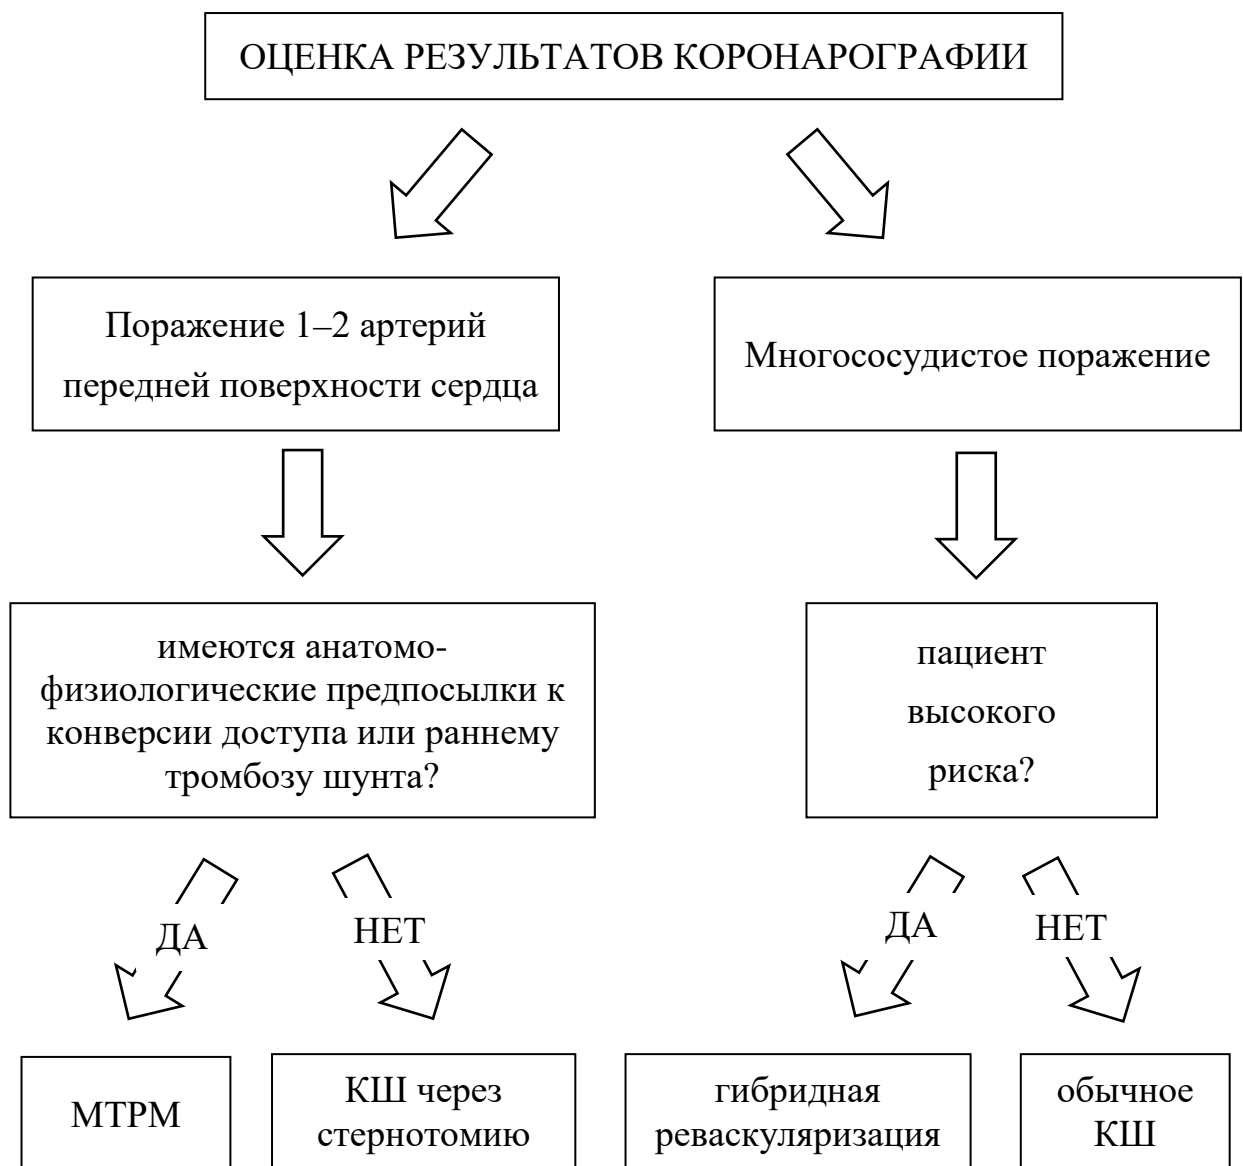 ОЦЕНКА РЕЗУЛЬТАТОВ КОРОНАРОГРАФИИ
Поражение 1–2 артерий
передней поверхности сердца
Многососудистое поражение
имеются анатомо-
физиологические предпосылки к
конверсии доступа или раннему
тромбозу шунта?
пациент
высокого
риска?
ДА
НЕТ
ДА
НЕТ
МТРМ
КШ через
стернотомию
гибридная
реваскуляризация
обычное
КШ